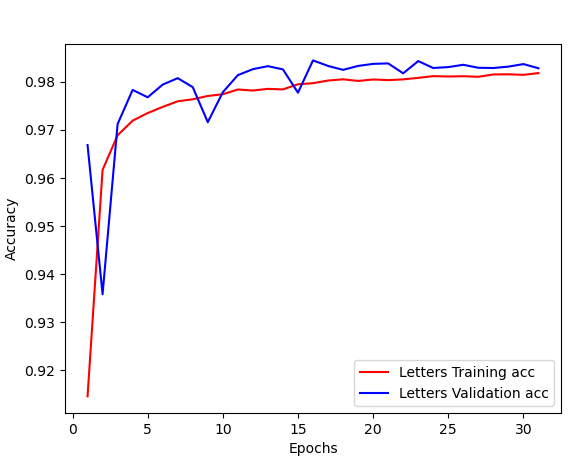 0.98
0.97
0.96
0.95
0.94
0.93
0.92
Accuracy
0 5 10 15 20 25 30
Epochs
Letters Training acc
Letters Validation acc